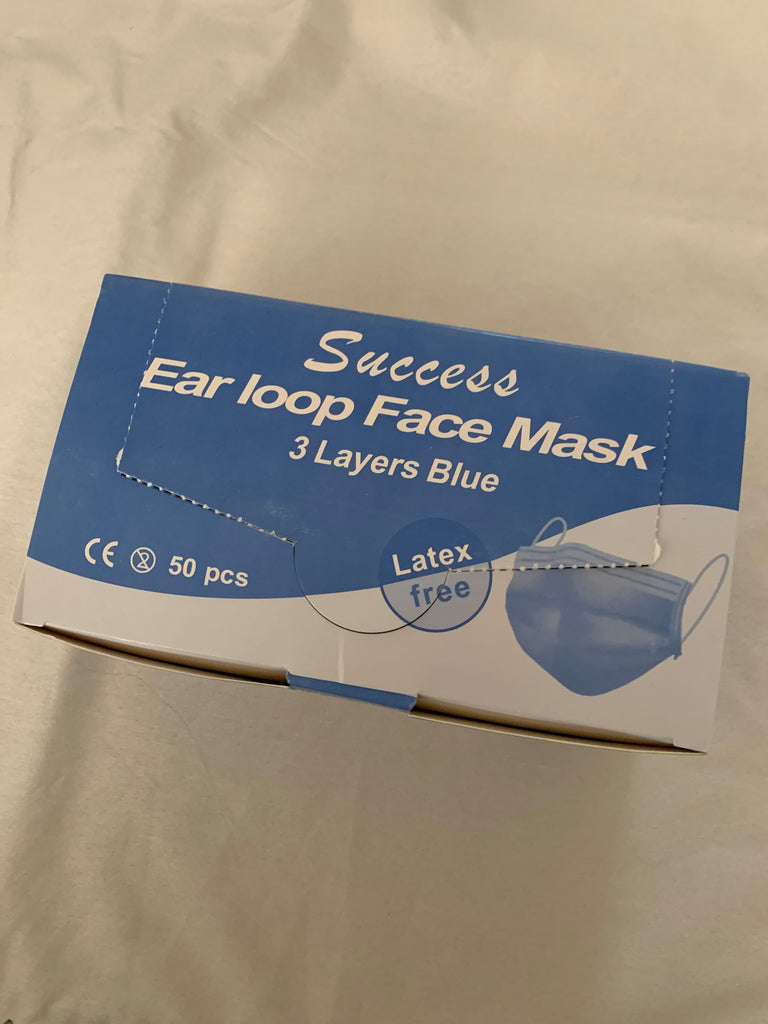 Success
Ear loop Face Mask
3 Layers Blue
CE 50 pcs
Latex
free